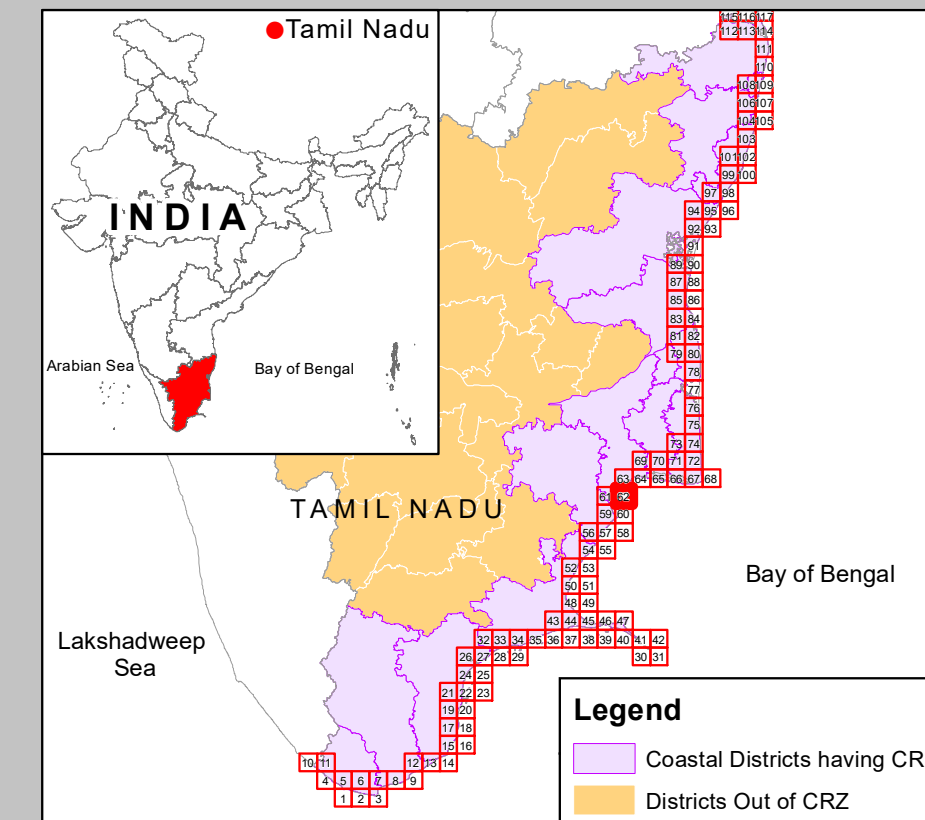 Tamil Nadu
INDIA
Arabian Sea
Bay of Bengal
115 116 117
112 113 114
111
110
108 109
106 107
104 105
103
101 102
99 100
97 98
94 95 96
92 93
91
89 90
87 88
85 86
83 84
81 82
79 80
78
77
76
75
73 74
69 70 71 72
63 64 65 66 67 68
61 62
TAMIL NADU
59 60
56 57 58
54 55
52 53
Bay of Bengal
50 51
48 49
43 44 45 46 47
32 33 34 35 36 37 38 39 40 41 42
Lakshadweep
Sea
26 27 28 29 30 31
24 25
21 22 23
19 20
17 18
15 16
10 11 12 13 14
4 5 6 7 8 9
1 2 3
Legend
Coastal Districts having CR
Districts Out of CRZ